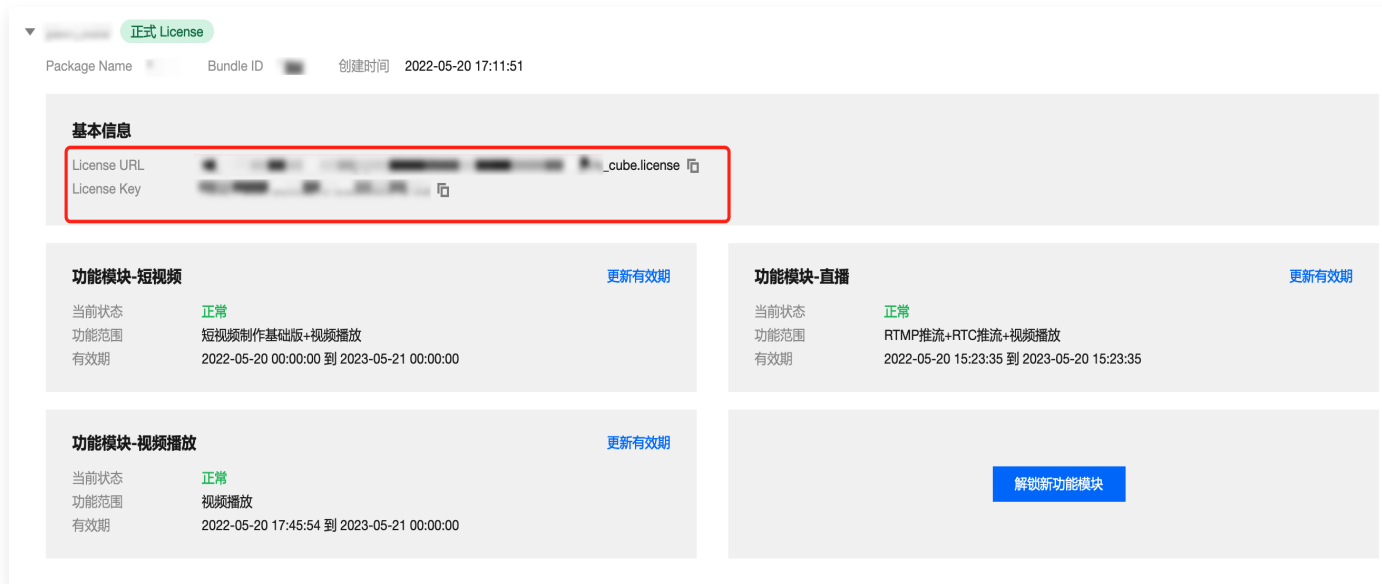 正式 License
Package Name Bundle ID 创建时间 2022-05-20 17:11:51
基本信息
License URL _cube.license
License Key
功能模块-短视频 更新有效期
当前状态 正常
功能范围 短视频制作基础版+视频播放
有效期 2022-05-20 00:00:00 到 2023-05-21 00:00:00
功能模块-直播 更新有效期
当前状态 正常
功能范围 RTMP推流+RTC推流+视频播放
有效期 2022-05-20 15:23:35 到 2023-05-20 15:23:35
功能模块-视频播放 更新有效期
当前状态 正常
功能范围 视频播放
有效期 2022-05-20 17:45:54 到 2023-05-21 00:00:00
解锁新功能模块